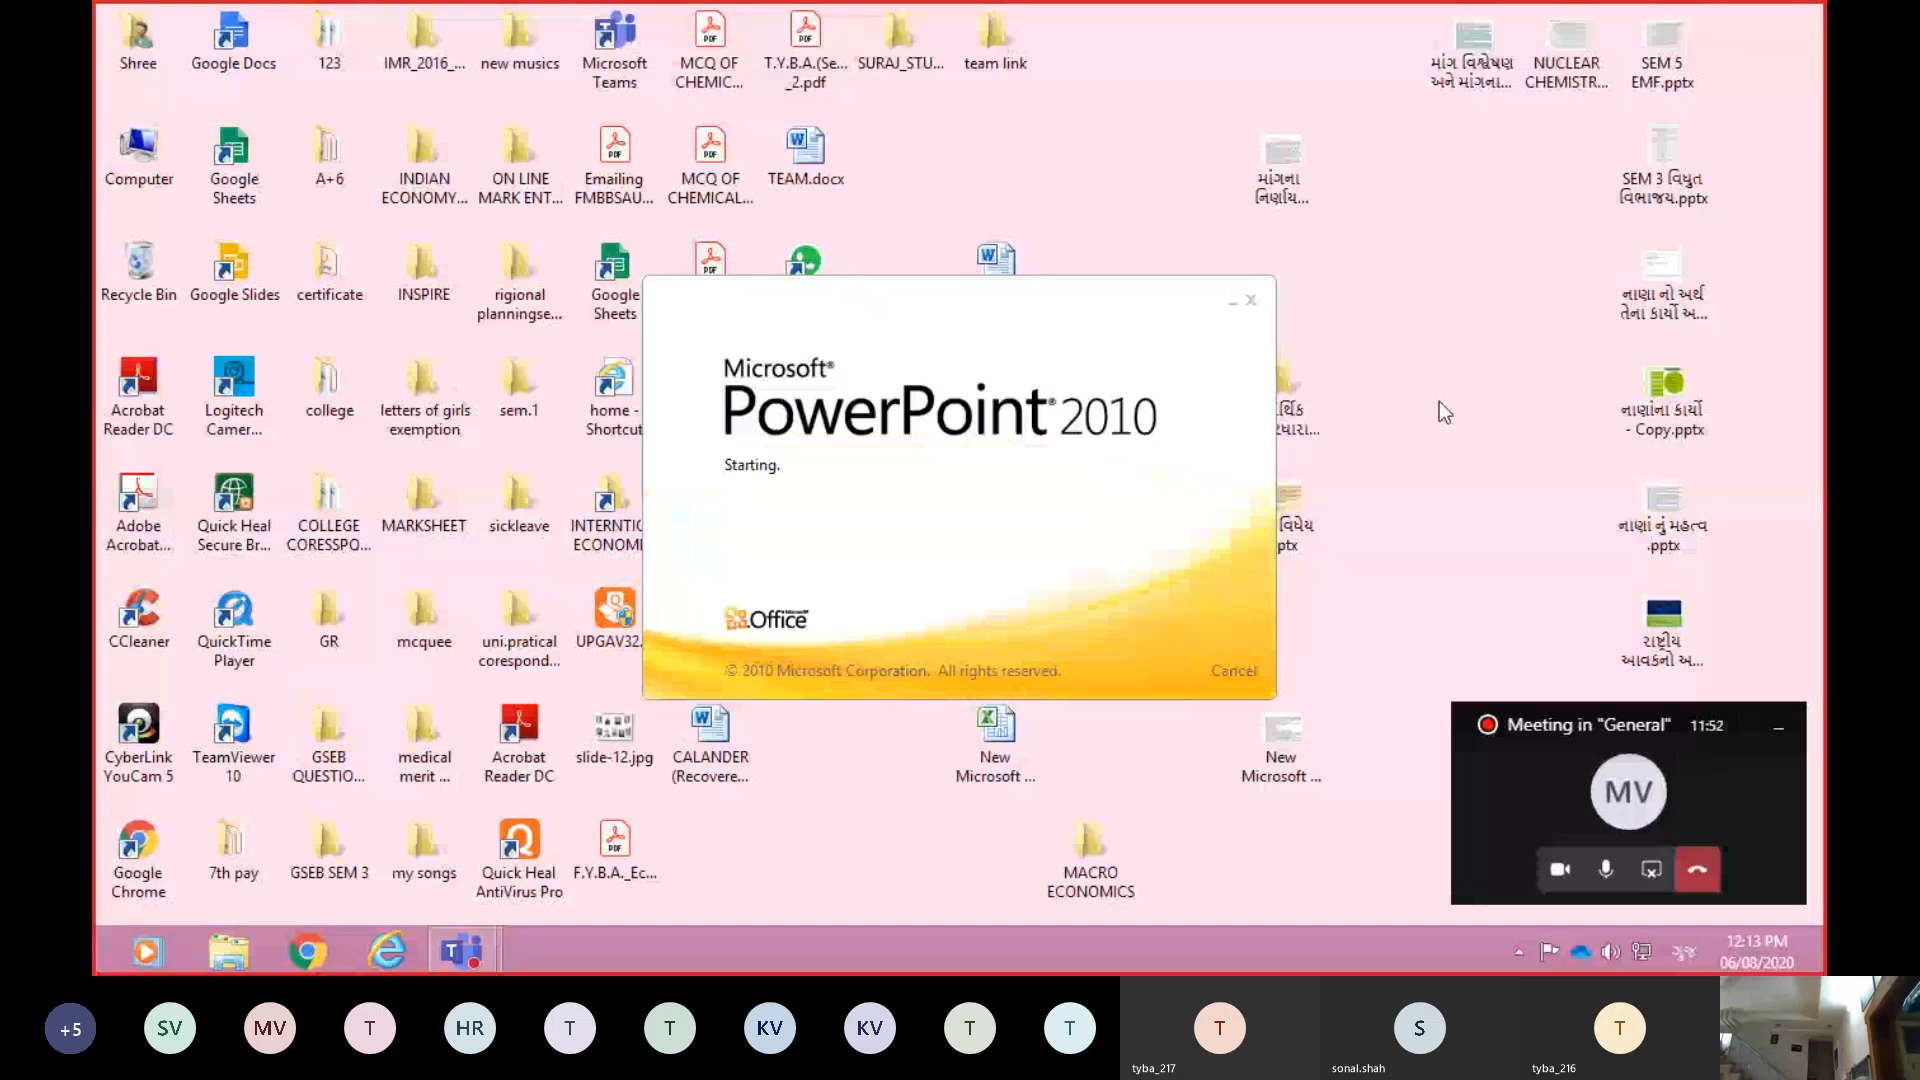 Shree
Google Docs
123
IMR_2016_...
new musics
Microsoft
Teams
MCQ OF
CHEMIC...
T.Y.B.A.(Se...
_2.pdf
SURAJ_STU...
team link
માંગ વિશ્લેષણ
અને માંગના...
NUCLEAR
CHEMISTR...
SEM 5
EMF.pptx
Computer
Google
Sheets
A+6
INDIAN
ECONOMY...
ON LINE
MARK ENT...
Emailing
FMBBSAU...
MCQ OF
CHEMICAL...
TEAM.docx
માંગના
નિર્ણાય...
SEM 3 વિધુત
વિભાજય.pptx
Recycle Bin
Google Slides
certificate
INSPIRE
rigional
planningse...
Google
Sheets
નાણા નો અર્થ
તેના કાર્યો અ...
Acrobat
Reader DC
Logitech
Camer...
college
letters of girls
exemption
sem.1
home -
Shortcut
Microsoft®
PowerPoint® 2010
Starting.
Office
© 2010 Microsoft Corporation. All rights reserved.
Cancel
ર્થિક
નાણાંના કાર્યો
- Copy.pptx
Adobe
Acrobat...
Quick Heal
Secure Br...
COLLEGE
CORESSPO...
MARKSHEET
sickleave
INTERNTIO
ECONOMI
વિધેય
ptx
નાણાં નું મહત્વ
.pptx
CCleaner
QuickTime
Player
GR
mcquee
uni.pratical
corespond...
UPGAV32.
રાષ્ટ્રીય
આવકનો અ...
CyberLink
YouCam 5
TeamViewer
10
GSEB
QUESTIO...
medical
merit ...
Acrobat
Reader DC
slide-12.jpg
CALANDER
(Recovere...
New
Microsoft ...
New
Microsoft ...
Meeting in "General" 11:52
MV
Google
Chrome
7th pay
GSEB SEM 3
my songs
Quick Heal
AntiVirus Pro
F.Y.B.A._Ec...
MACRO
ECONOMICS
ગુજ
12:13 PM
06/08/2020
+5
SV
MV
T
HR
T
T
KV
KV
T
T
T
tyba_217
S
sonal.shah
T
tyba_216